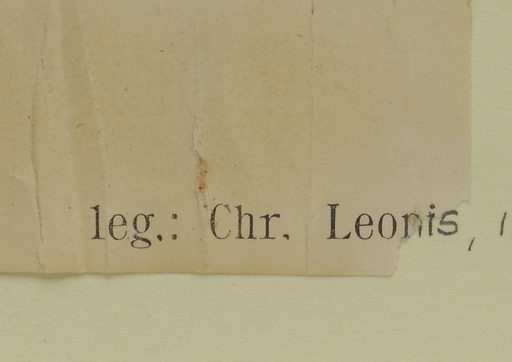 leg.: Chr. Leonis,